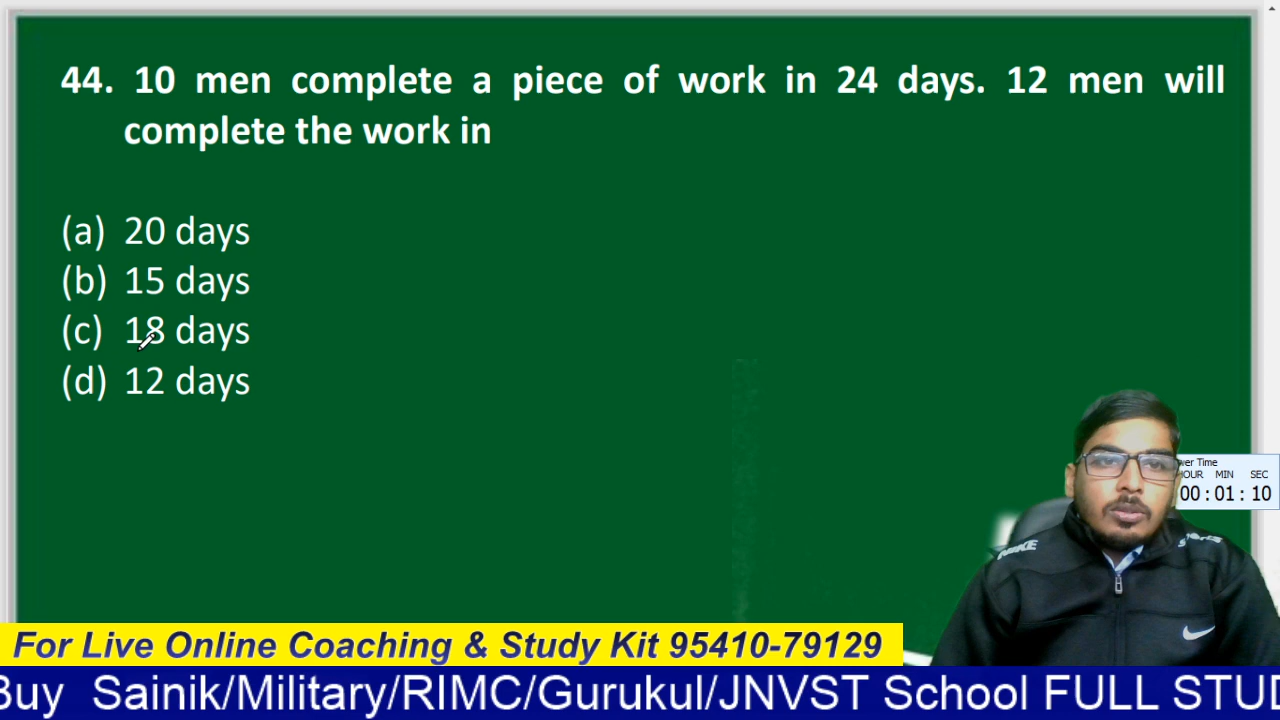 44. 10 men complete a piece of work in 24 days. 12 men will
complete the work in
(a) 20 days
(b) 15 days
(c) 18 days
(d) 12 days
Time
HOUR MIN SEC
00 : 01 : 10
NIKE
For Live Online Coaching & Study Kit 95410-79129
Buy Sainik/Military/RIMC/Gurukul/JNVST School FULL